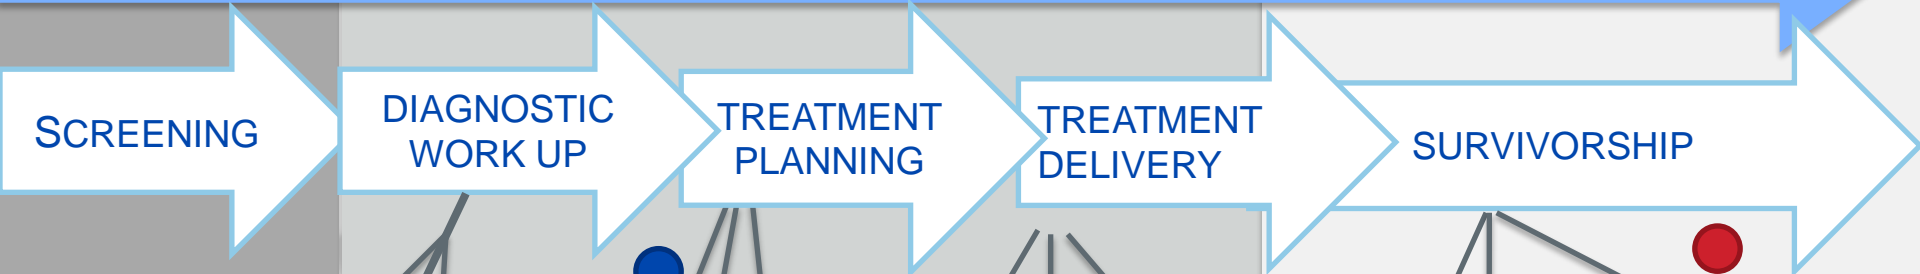 SCREENING
DIAGNOSTIC
WORK UP
TREATMENT
PLANNING
TREATMENT
DELIVERY
SURVIVORSHIP